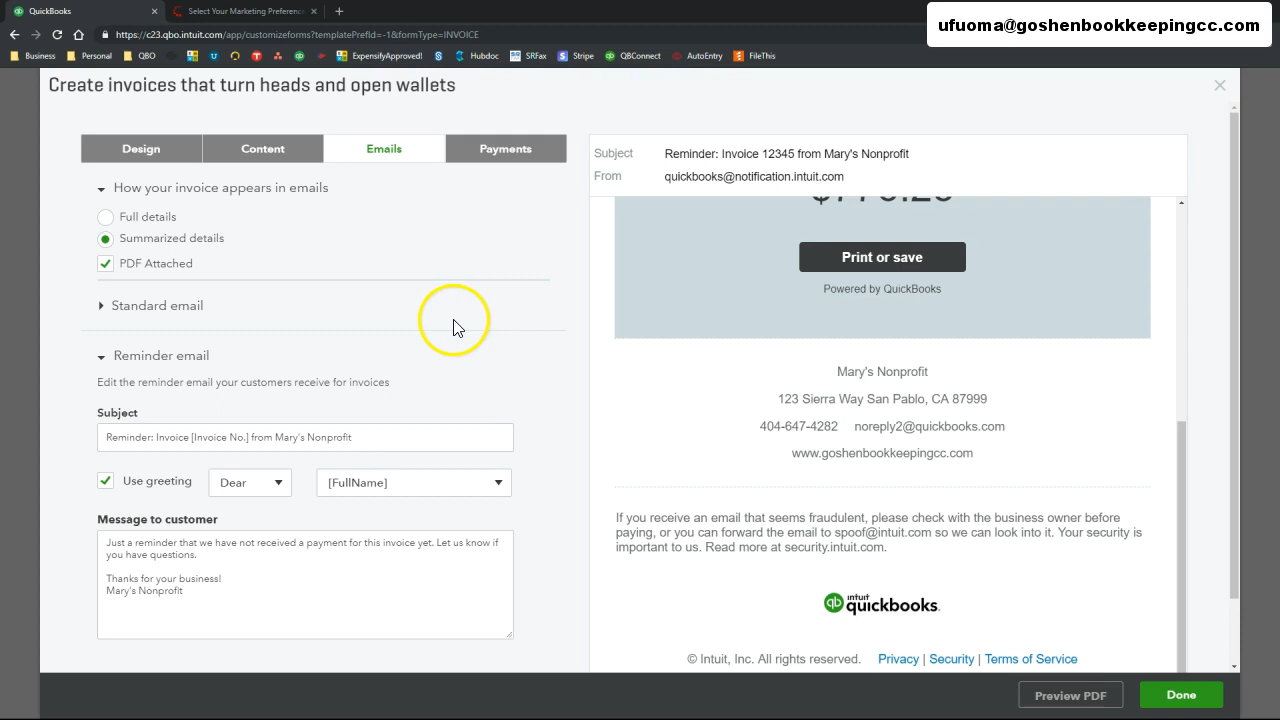 QuickBooks
Select Your Marketing Preference
ufuoma@goshenbookkeepingcc.com
https://c23.qbo.intuit.com/app/customizeforms?templatePrefId=-1&formType=INVOICE
Business
Personal
QBO
ExpensifyApproved!
Hubdoc
SRFax
Stripe
QBConnect
AutoEntry
FileThis
Create invoices that turn heads and open wallets
Design
Content
Emails
Payments
How your invoice appears in emails
Full details
Summarized details
PDF Attached
Standard email
Reminder email
Edit the reminder email your customers receive for invoices
Subject
Reminder: Invoice [Invoice No.] from Mary's Nonprofit
Use greeting
Dear
[FullName]
Message to customer
Just a reminder that we have not received a payment for this invoice yet. Let us know if
you have questions.
Thanks for your business!
Mary's Nonprofit
Subject Reminder: Invoice 12345 from Mary's Nonprofit
From quickbooks@notification.intuit.com
Print or save
Powered by QuickBooks
Mary's Nonprofit
123 Sierra Way San Pablo, CA 87999
404-647-4282 noreply2@quickbooks.com
www.goshenbookkeepingcc.com
If you receive an email that seems fraudulent, please check with the business owner before
paying, or you can forward the email to spoof@intuit.com so we can look into it. Your security is
important to us. Read more at security.intuit.com.
intuit
quickbooks.
© Intuit, Inc. All rights reserved. Privacy | Security | Terms of Service
Preview PDF
Done